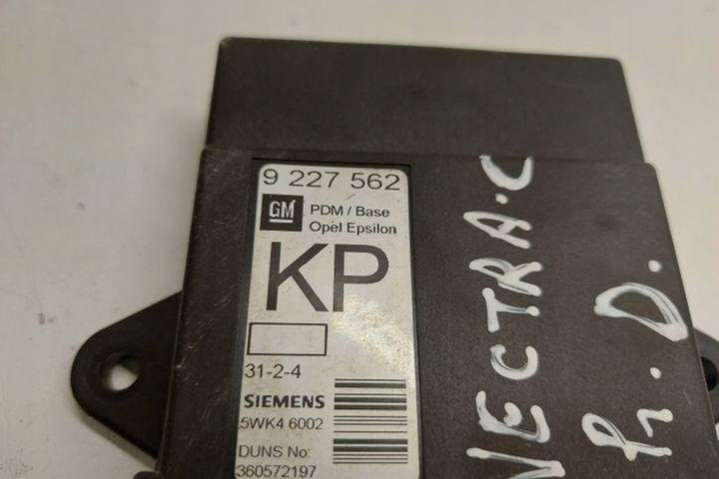 9 227 562
GM PDM / Base
Opel Epsilon
KP
31-2-4
SIEMENS
5WK4 6002
DUNS No:
360572197
VECTRA-C